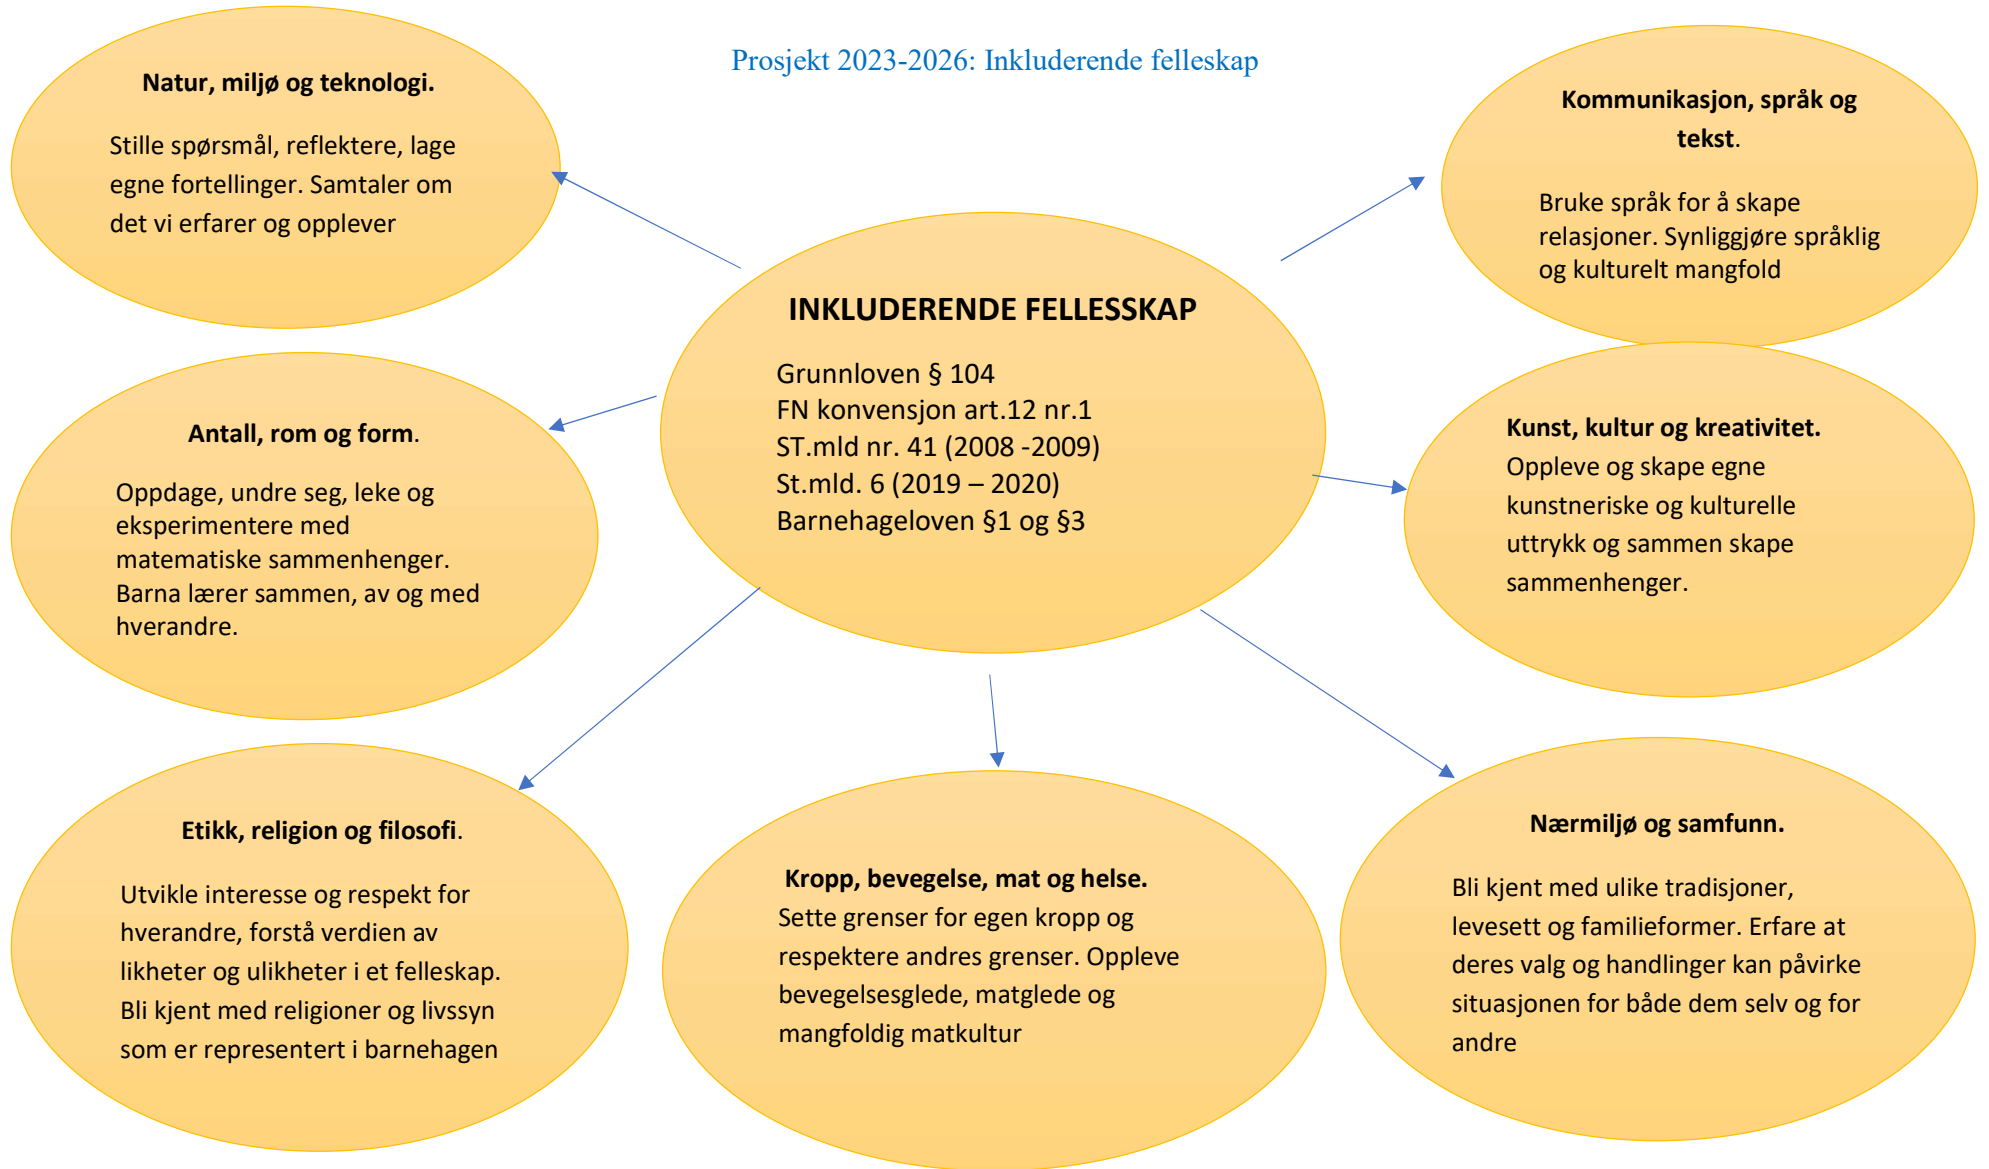 Prosjekt 2023-2026: Inkluderende felleskap
Natur, miljø og teknologi.
Stille spørsmål, reflektere, lage
egne fortellinger. Samtaler om
det vi erfarer og opplever
Kommunikasjon, språk og
tekst.
Bruke språk for å skape
relasjoner. Synliggjøre språklig
og kulturelt mangfold
INKLUDERENDE FELLESSKAP
Grunnloven § 104
FN konvensjon art.12 nr.1
ST.mld nr. 41 (2008 -2009)
St.mld. 6 (2019 – 2020)
Barnehageloven §1 og §3
Antall, rom og form.
Oppdage, undre seg, leke og
eksperimentere med
matematiske sammenhenger.
Barna lærer sammen, av og med
hverandre.
Kunst, kultur og kreativitet.
Oppleve og skape egne
kunstneriske og kulturelle
uttrykk og sammen skape
sammenhenger.
Etikk, religion og filosofi.
Utvikle interesse og respekt for
hverandre, forstå verdien av
likheter og ulikheter i et felleskap.
Bli kjent med religioner og livssyn
som er representert i barnehagen
Kropp, bevegelse, mat og helse.
Sette grenser for egen kropp og
respektere andres grenser. Oppleve
bevegelsesglede, matglede og
mangfoldig matkultur
Nærmiljø og samfunn.
Bli kjent med ulike tradisjoner,
levesett og familieformer. Erfare at
deres valg og handlinger kan påvirke
situasjonen for både dem selv og for
andre